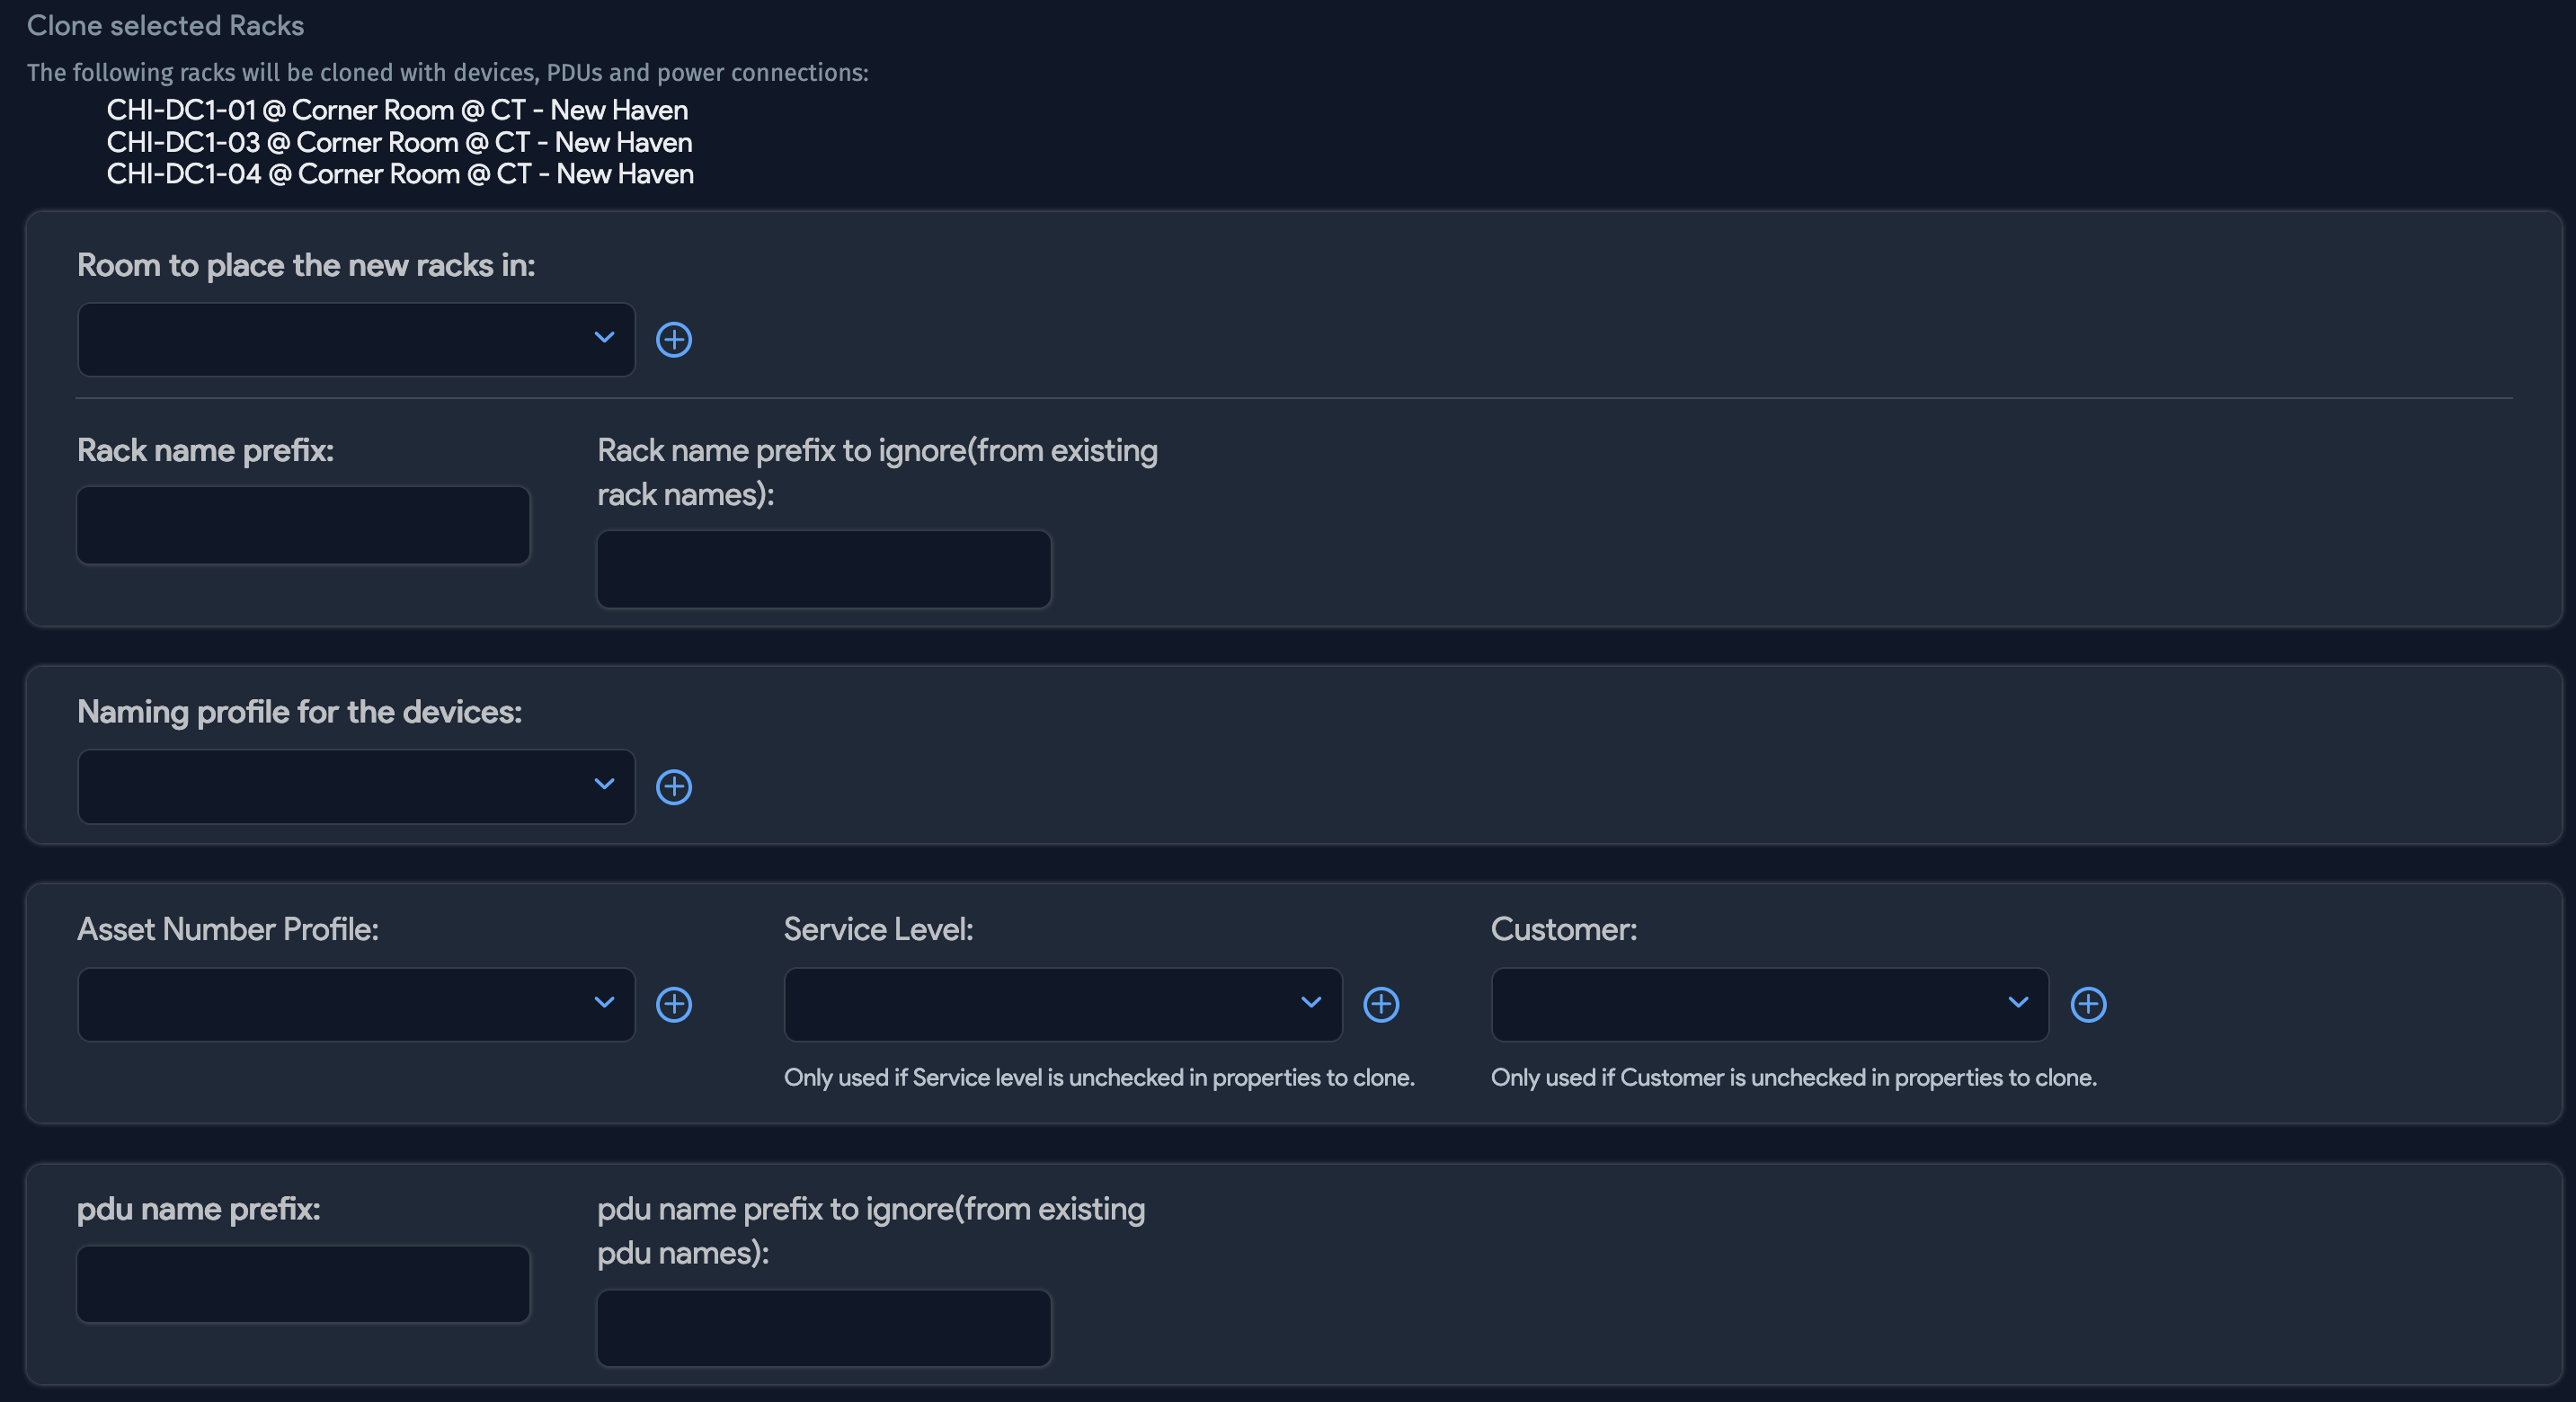 Clone selected Racks
The following racks will be cloned with devices, PDUs and power connections:
CHI-DC1-01 @ Corner Room @ CT - New Haven
CHI-DC1-03 @ Corner Room @ CT - New Haven
CHI-DC1-04 @ Corner Room @ CT - New Haven
Room to place the new racks in:
Rack name prefix:
Rack name prefix to ignore(from existing
rack names):
Naming profile for the devices:
Asset Number Profile:
Service Level:
Customer:
Only used if Service level is unchecked in properties to clone.
Only used if Customer is unchecked in properties to clone.
pdu name prefix:
pdu name prefix to ignore(from existing
pdu names):